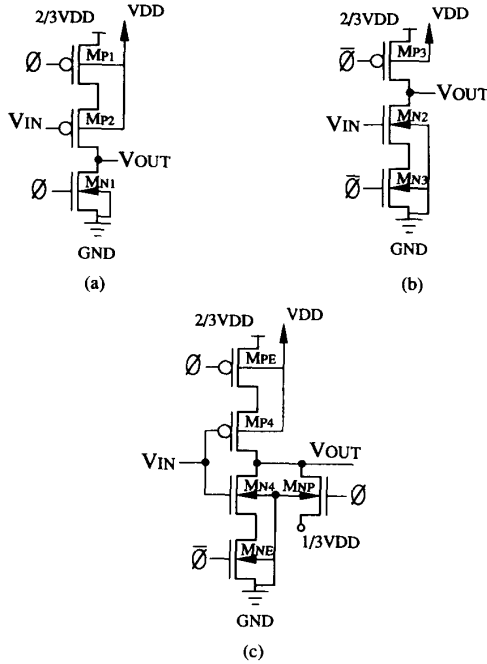 2/3VDD VDD
Ø MP1
VIN MP2
VOUT
Ø MN1
GND
(a)
2/3VDD VDD
Ø̅ MP3
VOUT
VIN MN2
Ø̅ MN3
GND
(b)
2/3VDD VDD
Ø MPE
MP4
VIN VOUT
MN4 MNP Ø
1/3VDD
Ø̅ MNE
GND
(c)